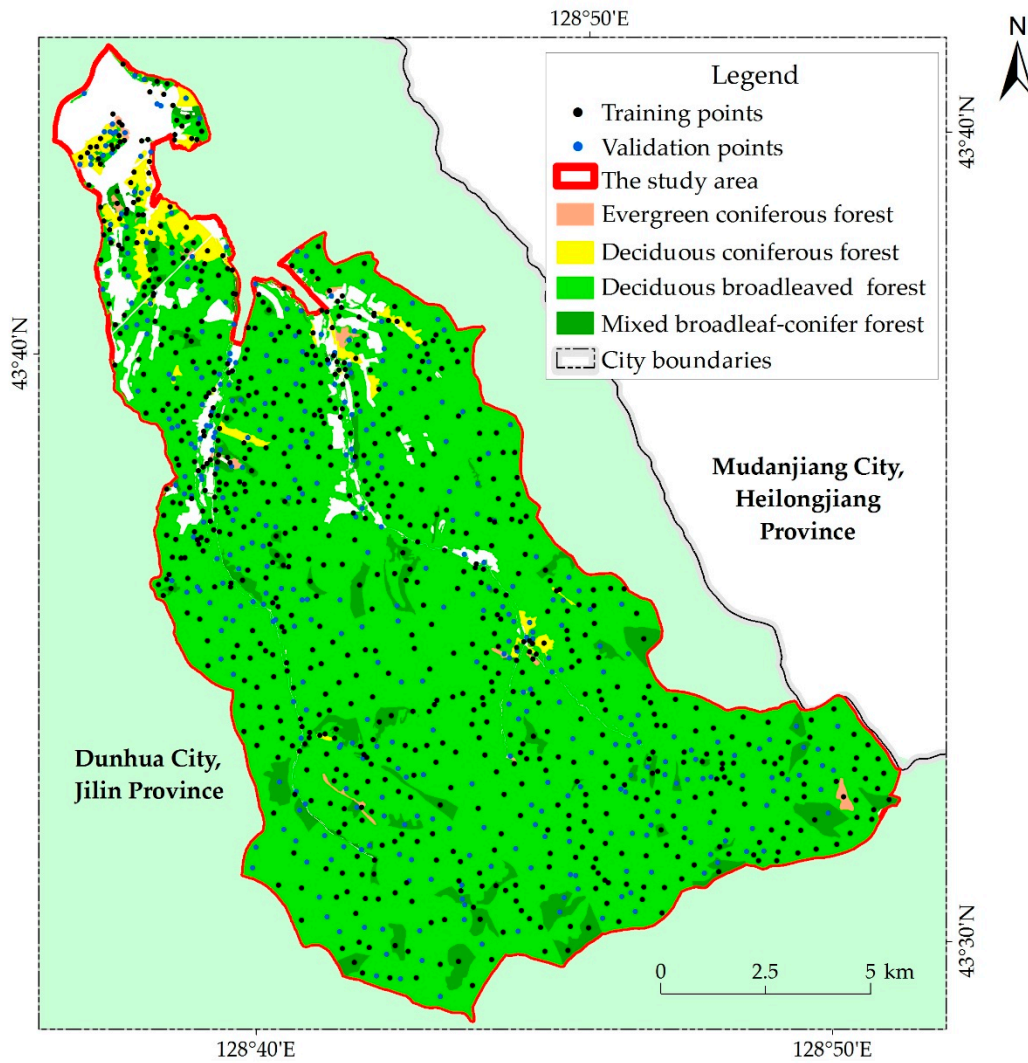 128°50'E
N
Legend
Training points
Validation points
The study area
Evergreen coniferous forest
Deciduous coniferous forest
Deciduous broadleaved forest
Mixed broadleaf-conifer forest
City boundaries
43°40'N
43°40'N
Mudanjiang City,
Heilongjiang
Province
Dunhua City,
Jilin Province
43°30'N
0 2.5 5 km
128°40'E
128°50'E